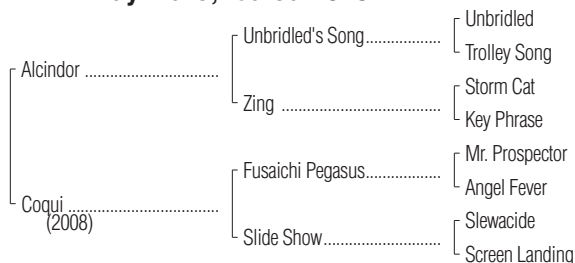 Unbridled
Unbridled's Song
Trolley Song
Alcindor
Storm Cat
Zing
Key Phrase
Mr. Prospector
Fusaichi Pegasus
Angel Fever
Coqui
(2008)
Slewacide
Slide Show
Screen Landing